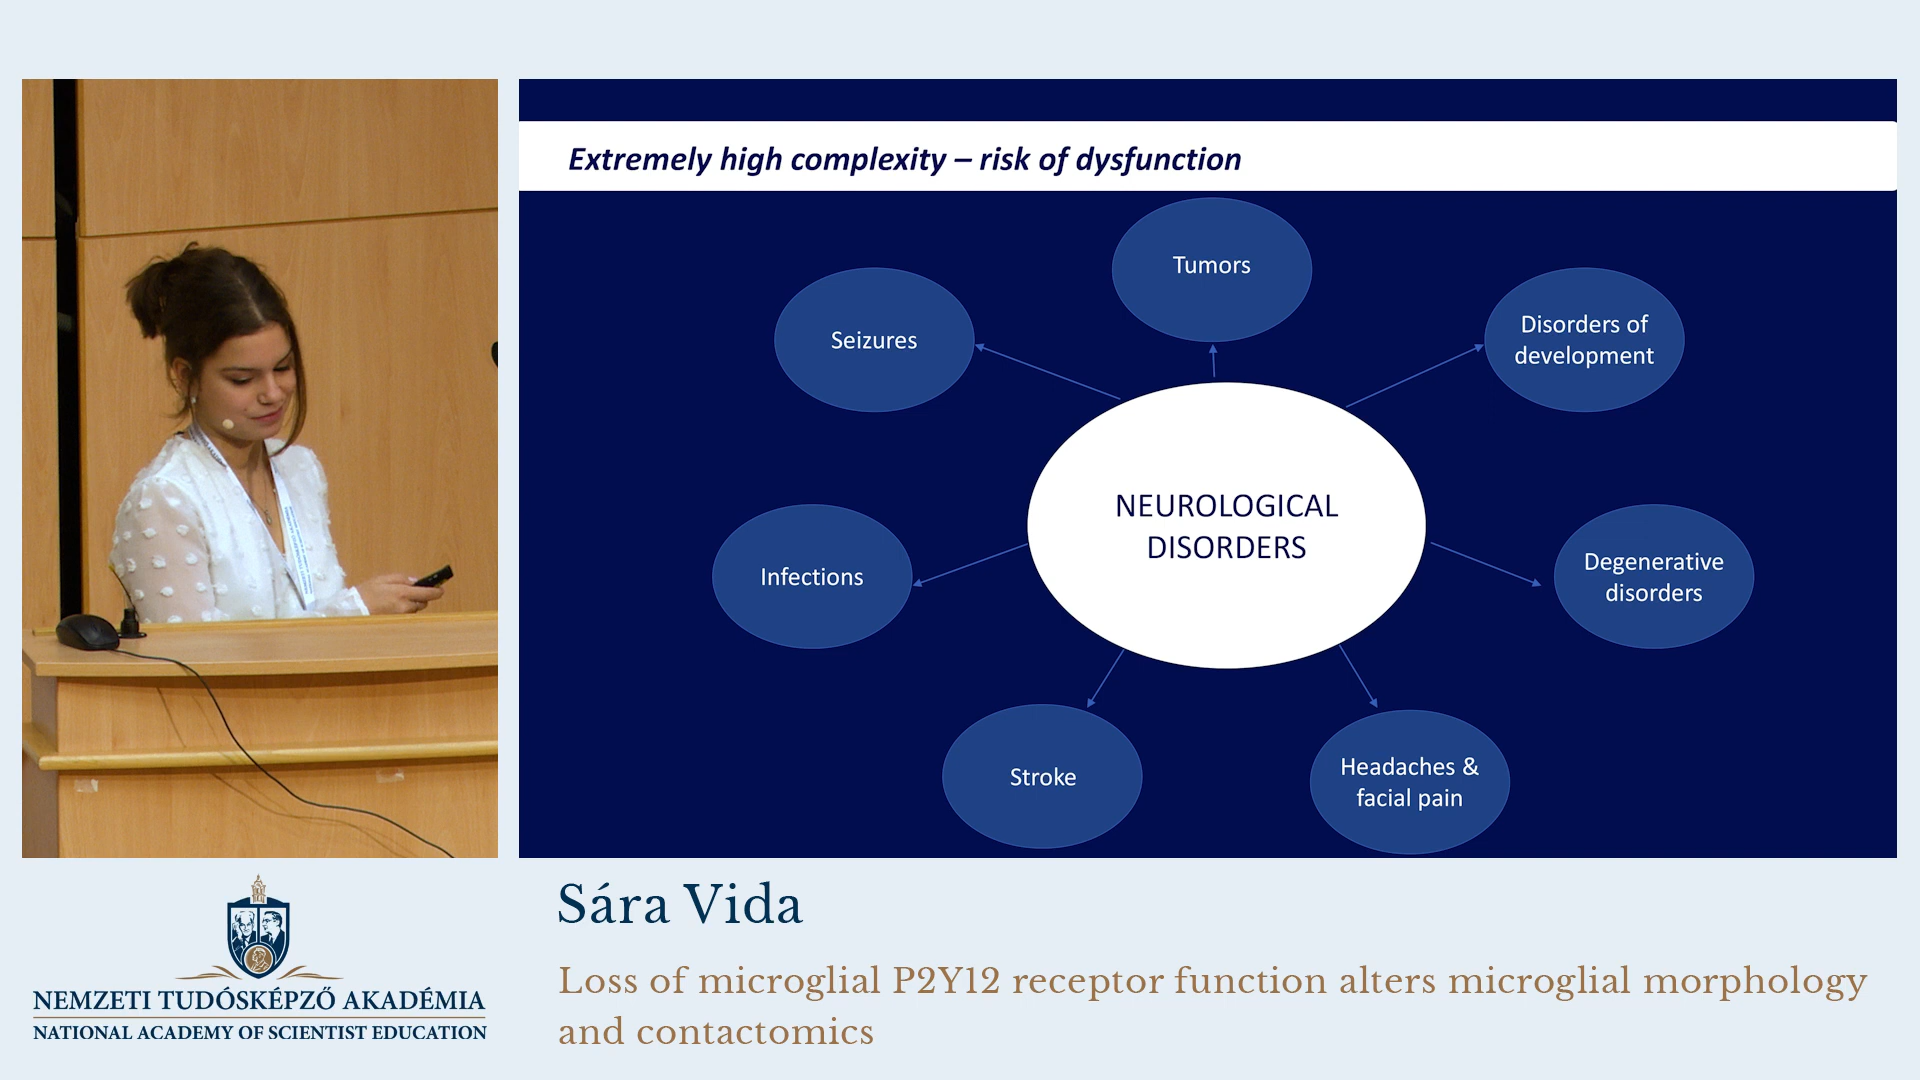 Extremely high complexity – risk of dysfunction
Tumors
Seizures
Disorders of
development
NEUROLOGICAL
DISORDERS
Infections
Degenerative
disorders
Stroke
Headaches &
facial pain
Sára Vida
Loss of microglial P2Y12 receptor function alters microglial morphology
and contactomics
NEMZETI TUDÓSKÉPZŐ AKADÉMIA
NATIONAL ACADEMY OF SCIENTIST EDUCATION